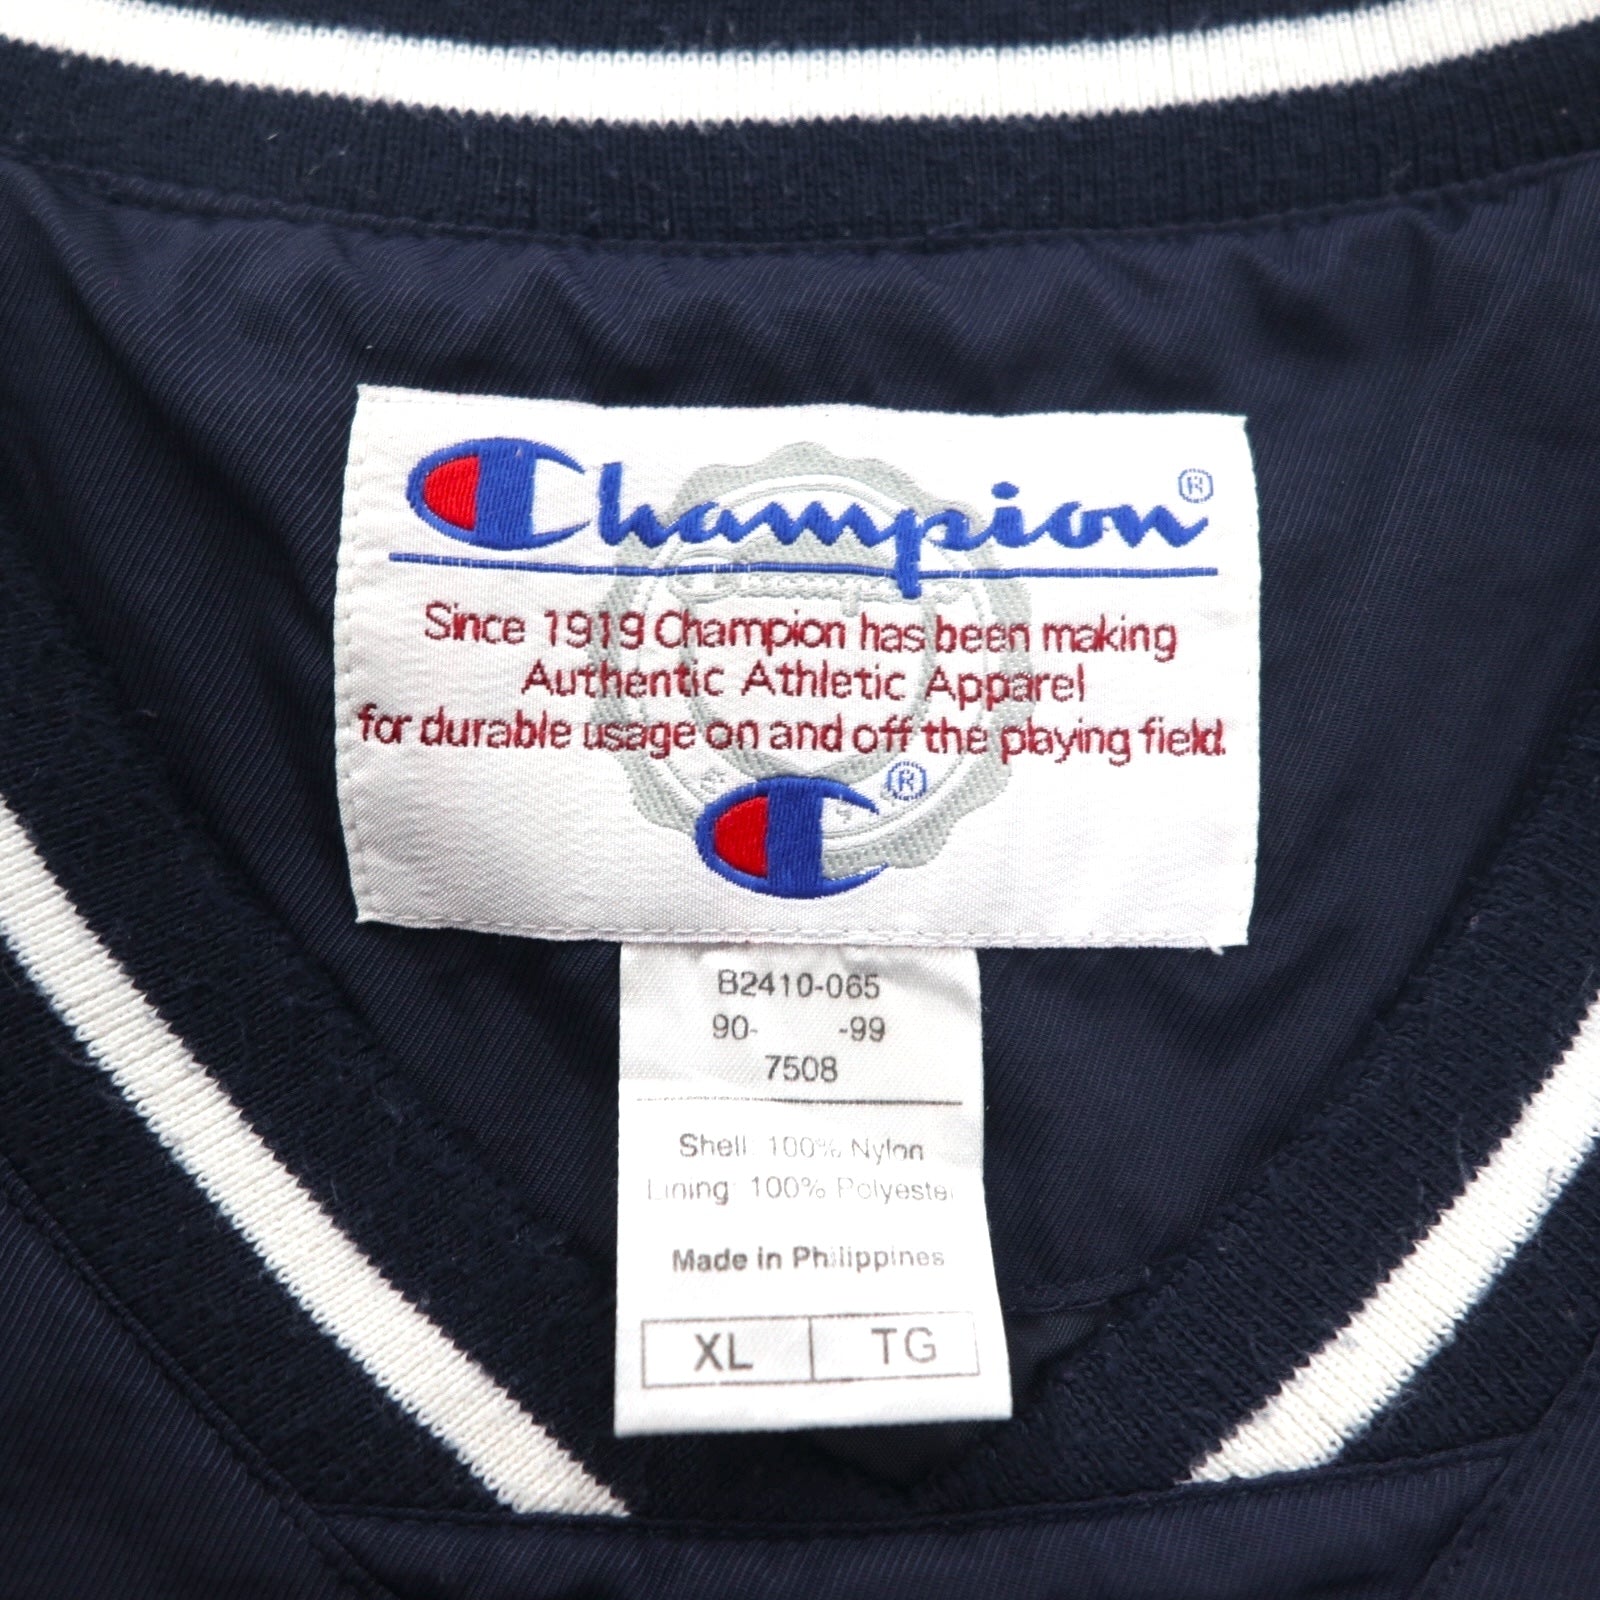 Champion®
Since 1919 Champion has been making
Authentic Athletic Apparel
for durable usage on and off the playing field.
®
B2410-065
90- -99
7508
Shell: 100% Nylon
Lining: 100% Polyester
Made in Philippines
XL TG